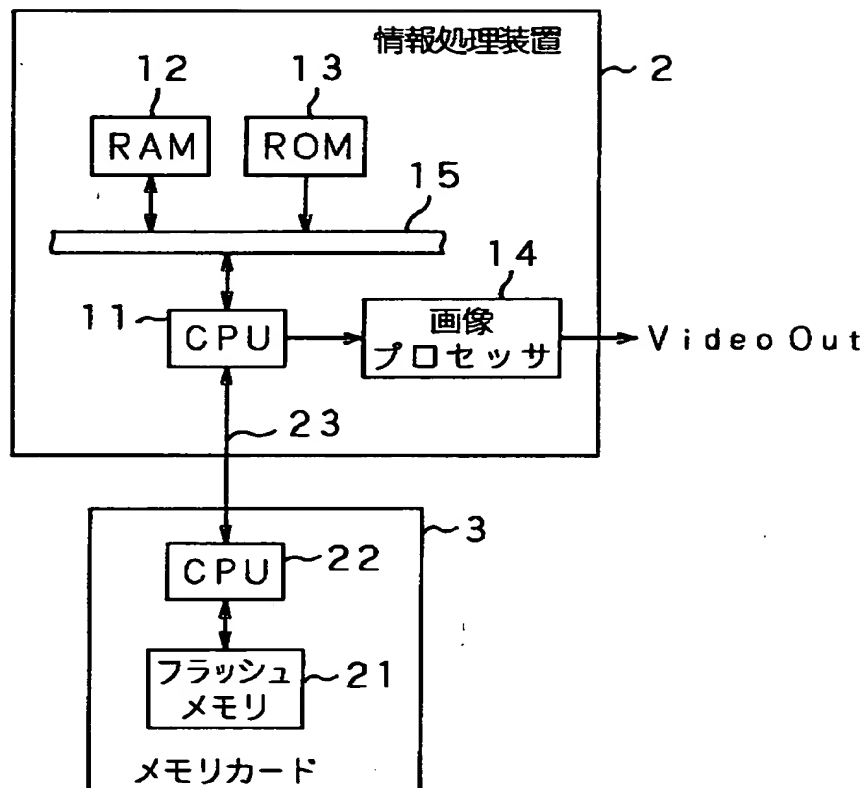 情報処理装置
2
12
13
RAM
ROM
15
14
11
CPU
画像
プロセッサ
Video Out
23
3
CPU
22
フラッシュ
メモリ
21
メモリカード